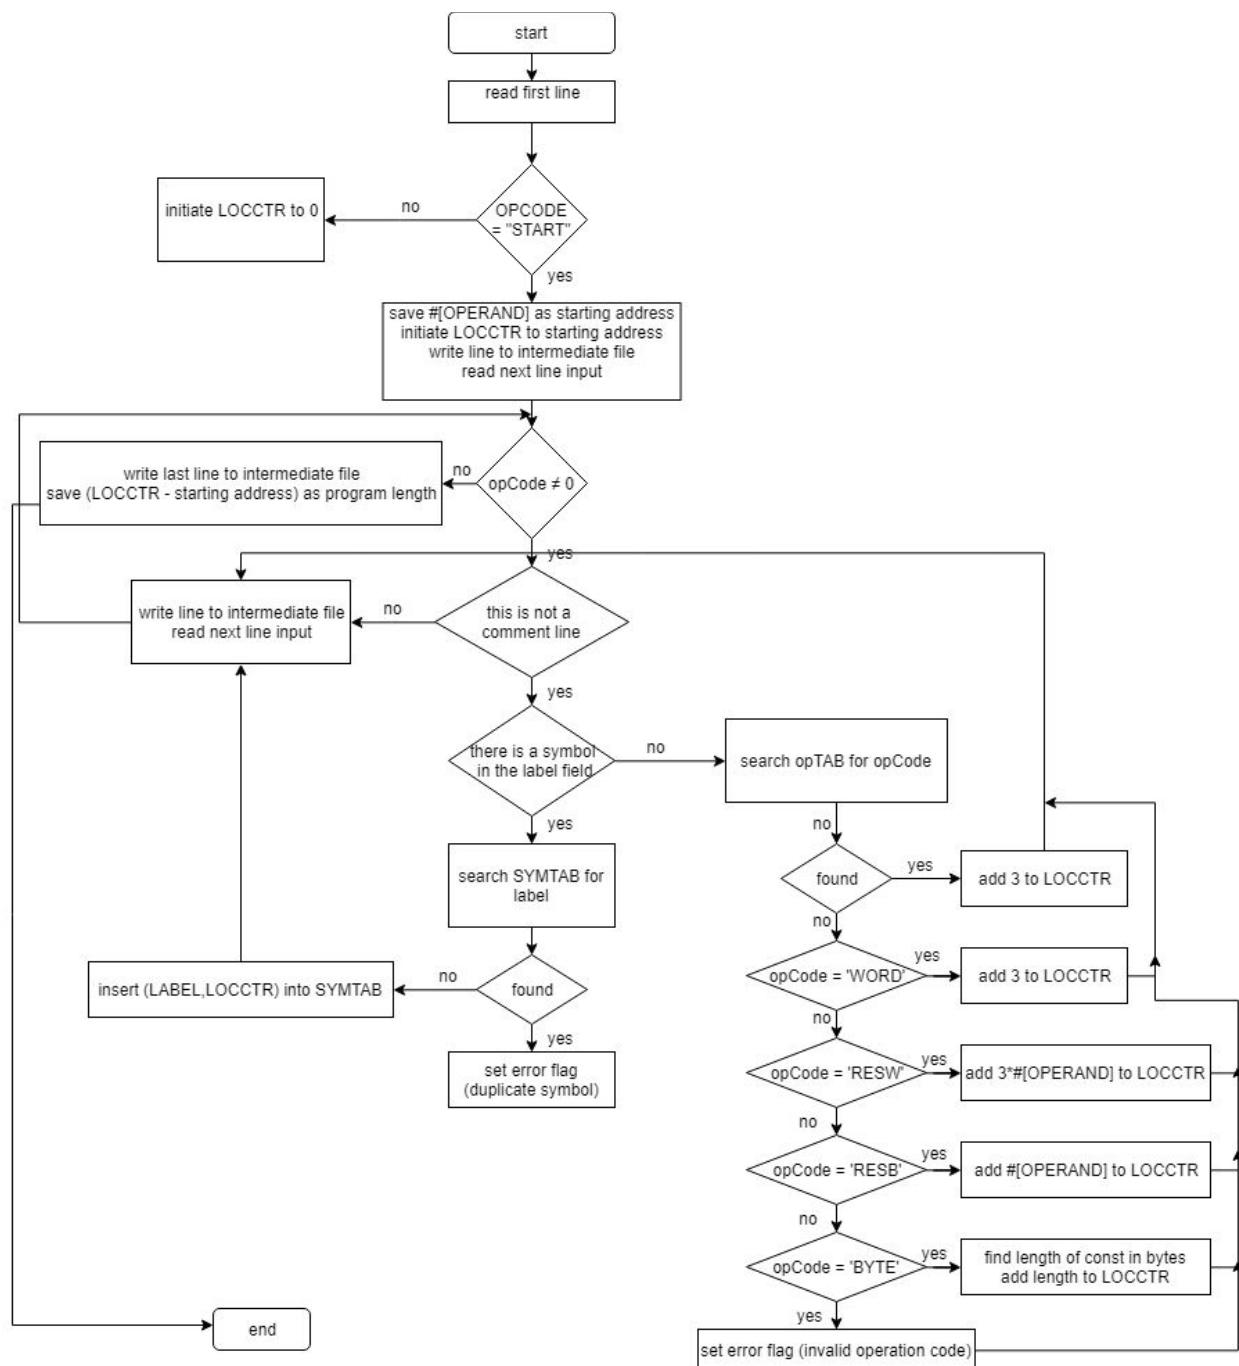 start
read first line
OPCODE
= "START"
no
initiate LOCCTR to 0
yes
save #[OPERAND] as starting address
initiate LOCCTR to starting address
write line to intermediate file
read next line input
opCode ≠ 0
no
write last line to intermediate file
save (LOCCTR - starting address) as program length
yes
this is not a
comment line
no
write line to intermediate file
read next line input
yes
there is a symbol
in the label field
no
search opTAB for opCode
yes
search SYMTAB for
label
found
no
insert (LABEL,LOCCTR) into SYMTAB
yes
set error flag
(duplicate symbol)
no
found
yes
add 3 to LOCCTR
no
opCode = 'WORD'
yes
add 3 to LOCCTR
no
opCode = 'RESW'
yes
add 3*#[OPERAND] to LOCCTR
no
opCode = 'RESB'
yes
add #[OPERAND] to LOCCTR
no
opCode = 'BYTE'
yes
find length of const in bytes
add length to LOCCTR
yes
set error flag (invalid operation code)
end